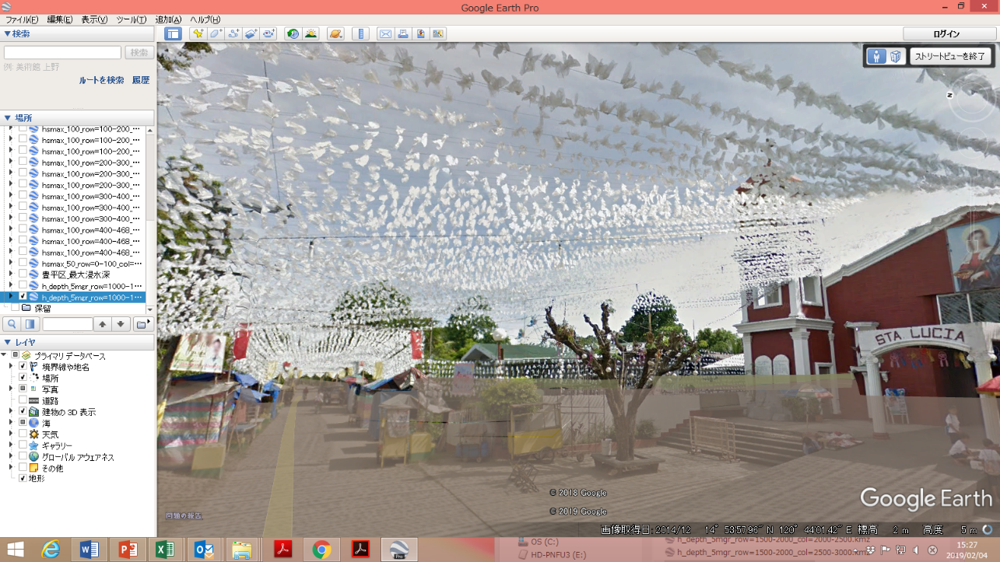 Google Earth Pro
ファイル(F) 編集(E) 表示(V) ツール(T) 追加(A) ヘルプ(H)
▼検索
検索
例: 美術館 上野
ルートを検索 履歴
▼ 場所
hsmax_100_row=100-200_…
hsmax_100_row=100-200_…
hsmax_100_row=100-200_…
hsmax_100_row=200-300_…
hsmax_100_row=200-300_…
hsmax_100_row=200-300_…
hsmax_100_row=300-400_…
hsmax_100_row=300-400_…
hsmax_100_row=300-400_…
hsmax_100_row=400-468_…
hsmax_100_row=400-468_…
hsmax_100_row=400-468_…
hsmax_50_row=0-100_col=…
豊平区_最大浸水深
h_depth_5mgr_row=1000-1…
h_depth_5mgr_row=1000-1…
保留
▼ レイヤ
プライマリ データベース
境界線や地名
場所
写真
道路
建物の 3D 表示
海
天気
ギャラリー
グローバル アウェアネス
その他
地形
ログイン
ストリートビューを終了
N
STA LUCIA
© 2018 Google
© 2019 Google
Google Earth
問題の報告
画像取得日: 2014/12 14° 53'57.96" N 120° 44'01.42" E 標高 2 m 高度 5 m
OS (C:)
HD-PNFU3 (E:)
h_depth_5mgr_row=1500-2000_col=2000-2500.kmz
h_depth_5mgr_row=1500-2000_col=2500-3000.kmz
Pro
15:27
2019/02/04